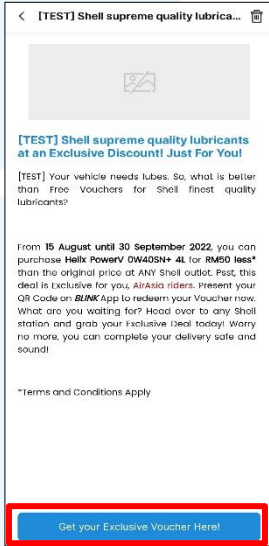 [TEST] Shell supreme quality lubrica...
[TEST] Shell supreme quality lubricants
at an Exclusive Discount! Just For You!
[TEST] Your vehicle needs lubes. So, what is better
than Free Vouchers for Shell finest quality
lubricants?
From 15 August until 30 September 2022, you can
purchase Helix PowerV 0W40SN+ 4L for RM50 less*
than the original price at ANY Shell outlet. Psst, this
deal is Exclusive for you, AirAsia riders. Present your
QR Code on BLINK App to redeem your Voucher now.
What are you waiting for? Head over to any Shell
station and grab your Exclusive Deal today! Worry
no more, you can complete your delivery safe and
sound!
*Terms and Conditions Apply
Get your Exclusive Voucher Here!